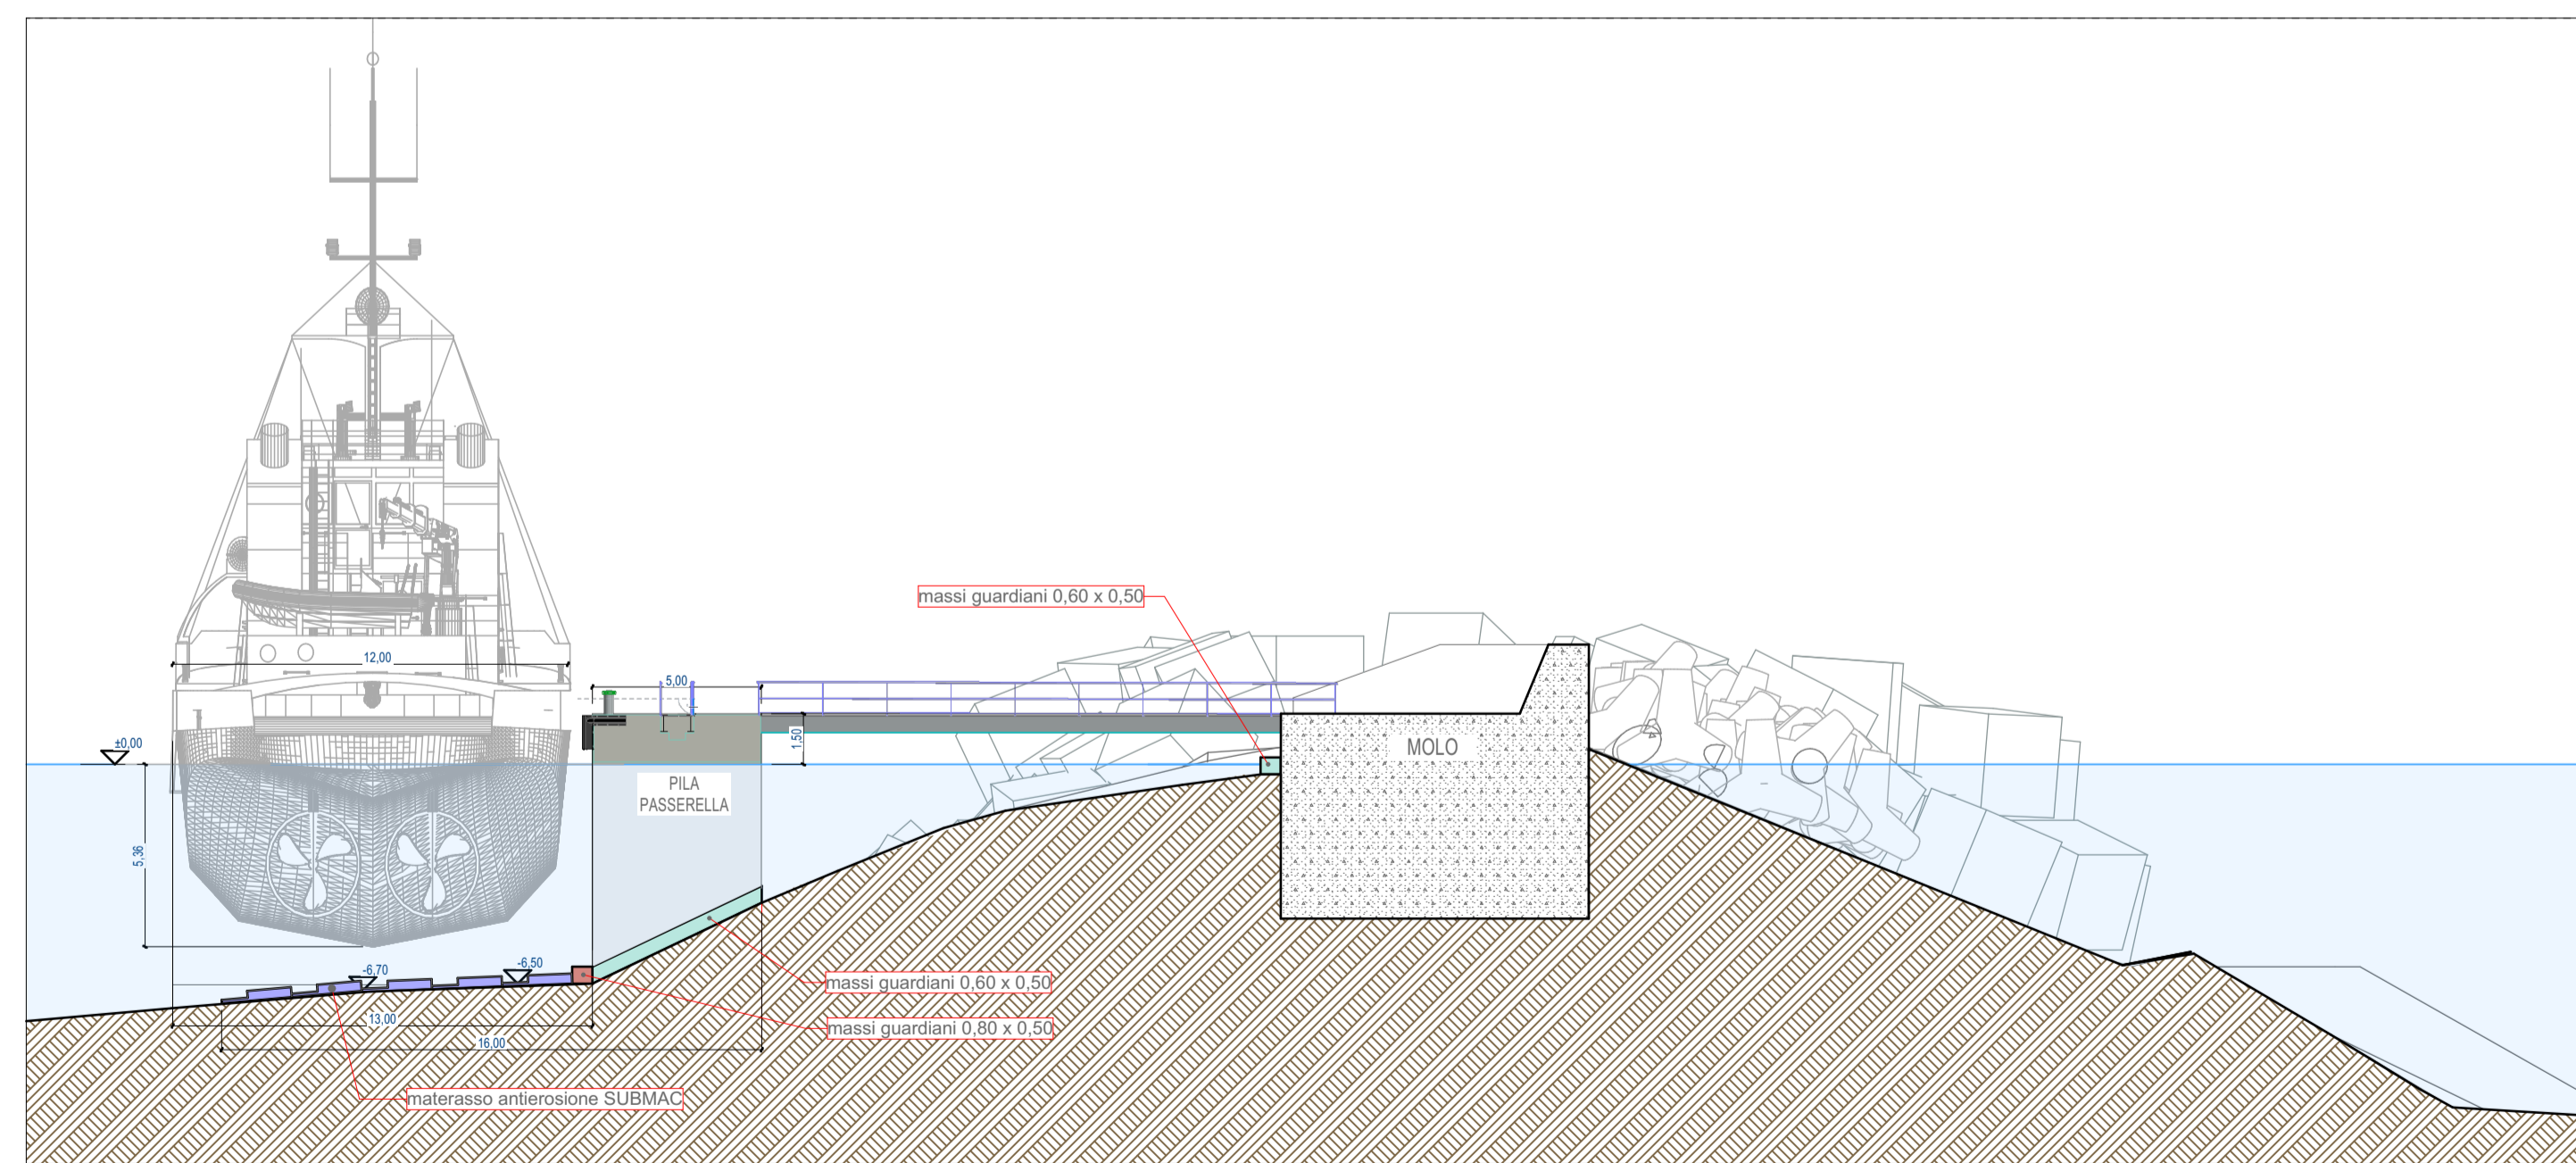 massi guardiani 0,60 x 0,50
12,00
5,00
±0,00
1,50
MOLO
PILA
PASSERELLA
5,36
-6,70
-6,50
massi guardiani 0,60 x 0,50
13,00
massi guardiani 0,80 x 0,50
16,00
materasso antierosione SUBMAC